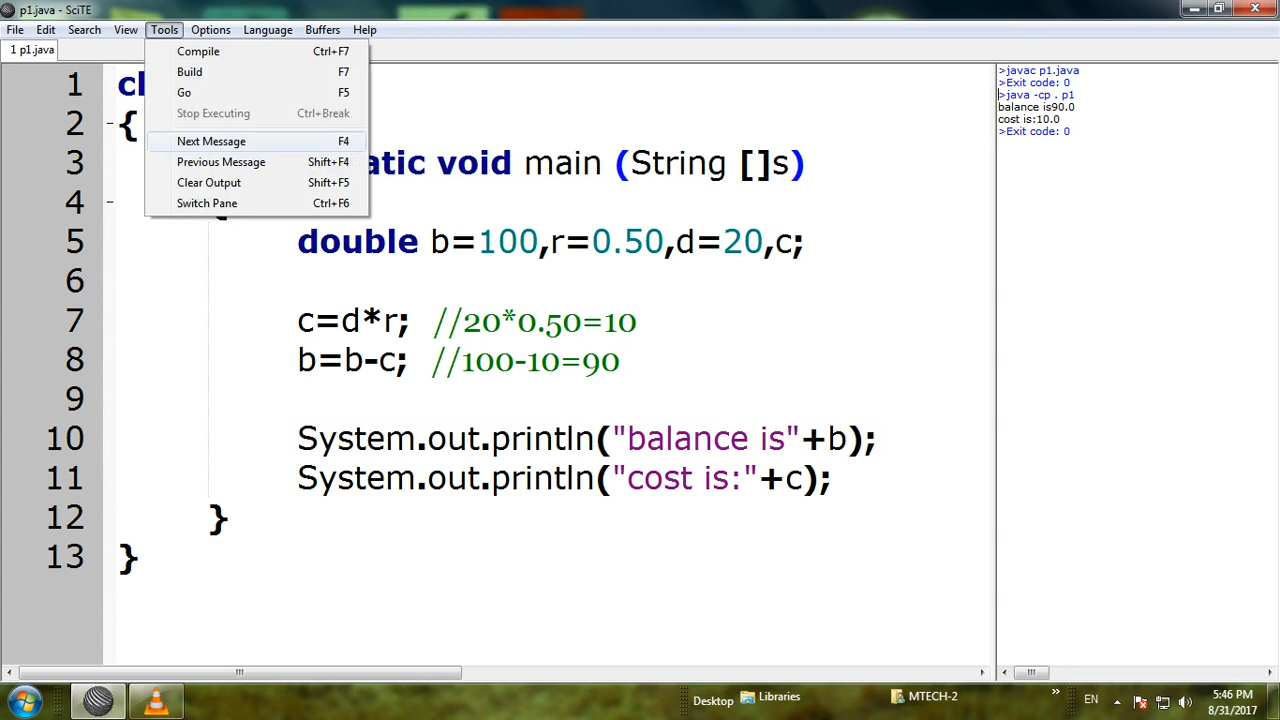 p1.java - SciTE
File Edit Search View Tools Options Language Buffers Help
1 p1.java
Compile Ctrl+F7
Build F7
Go F5
Stop Executing Ctrl+Break
Next Message F4
Previous Message Shift+F4
Clear Output Shift+F5
Switch Pane Ctrl+F6
1 cl
2 {
3 atic void main (String []s)
4 {
5 double b=100,r=0.50,d=20,c;
6
7 c=d*r; //20*0.50=10
8 b=b-c; //100-10=90
9
10 System.out.println("balance is"+b);
11 System.out.println("cost is:"+c);
12 }
13 }
>javac p1.java
>Exit code: 0
>java -cp . p1
balance is90.0
cost is:10.0
>Exit code: 0
Desktop Libraries MTECH-2 » EN 5:46 PM
8/31/2017